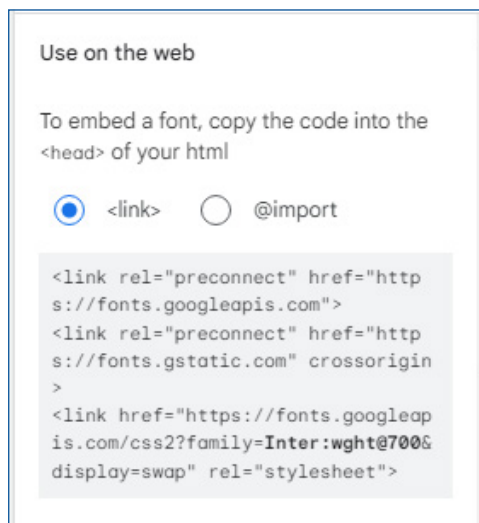 Use on the web
To embed a font, copy the code into the
<head> of your html
<link> @import
<link rel="preconnect" href="http
s://fonts.googleapis.com">
<link rel="preconnect" href="http
s://fonts.gstatic.com" crossorigin
>
<link href="https://fonts.googleap
is.com/css2?family=Inter:wght@700&
display=swap" rel="stylesheet">